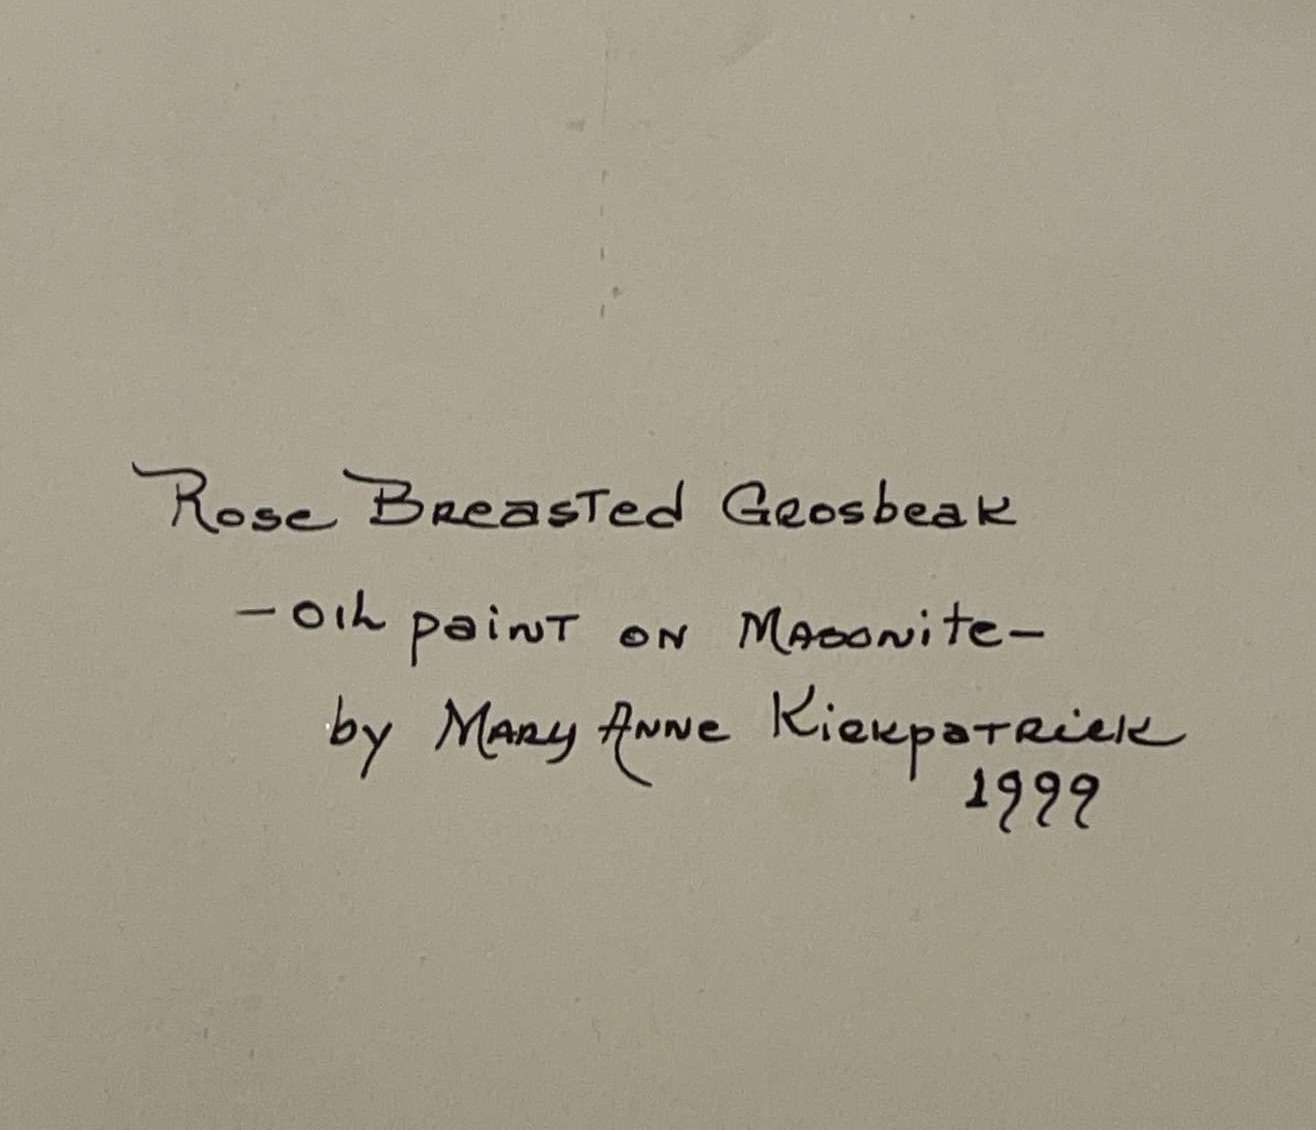 Rose Breasted Grosbeak
- Oil paint on Masonite -
by Mary Anne Kirkpatrick
1999